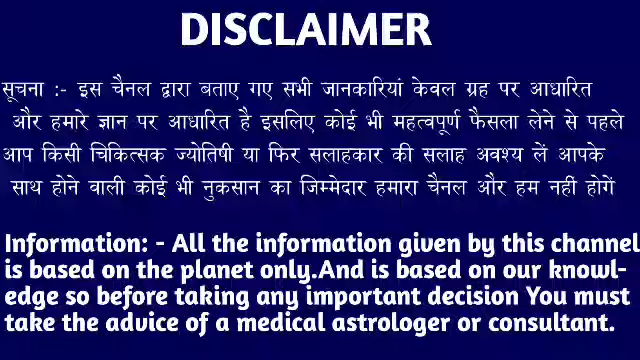 DISCLAIMER
सूचना :- इस चैनल द्वारा बताए गए सभी जानकारियां केवल ग्रह पर आधारित
और हमारे ज्ञान पर आधारित है इसलिए कोई भी महत्वपूर्ण फैसला लेने से पहले
आप किसी चिकित्सक ज्योतिषी या फिर सलाहकार की सलाह अवश्य लें आपके
साथ होने वाली कोई भी नुकसान का जिम्मेदार हमारा चैनल और हम नहीं होगें
Information: - All the information given by this channel
is based on the planet only.And is based on our knowl-
edge so before taking any important decision You must
take the advice of a medical astrologer or consultant.